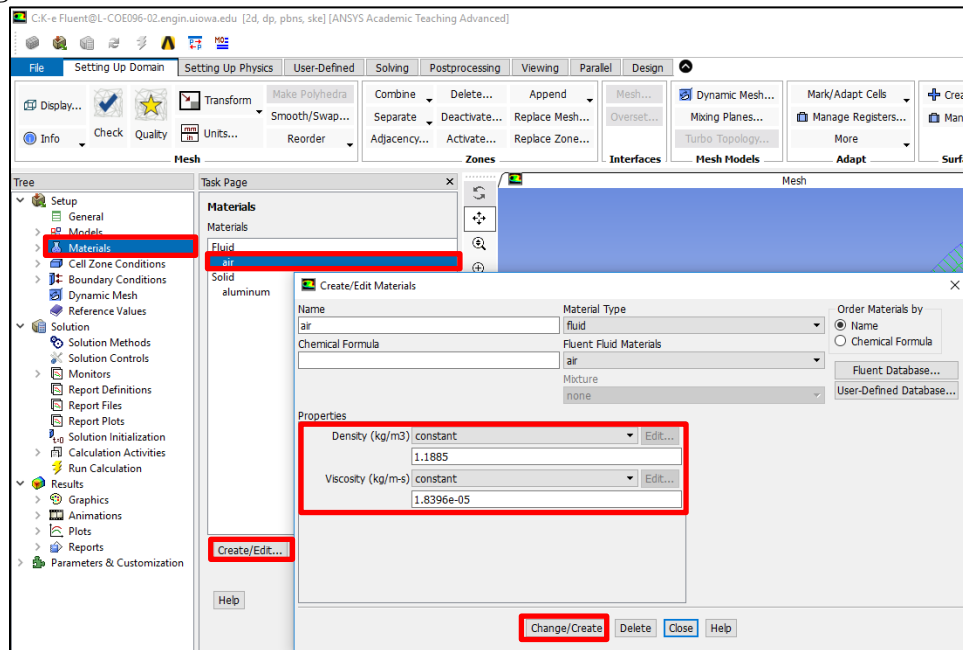 C:K-e Fluent@L-COE096-02.engin.uiowa.edu [2d, dp, pbns, ske] [ANSYS Academic Teaching Advanced]
File Setting Up Domain Setting Up Physics User-Defined Solving Postprocessing Viewing Parallel Design
Display... Transform Make Polyhedra Combine Delete... Append Mesh... Dynamic Mesh... Mark/Adapt Cells Crea
Smooth/Swap... Separate Deactivate... Replace Mesh... Overset... Mixing Planes... Manage Registers... Man
Info Check Quality Units... Reorder Adjacency... Activate... Replace Zone... Turbo Topology... More
Mesh Zones Interfaces Mesh Models Adapt Surf
Tree
Setup
General
Models
Materials
Cell Zone Conditions
Boundary Conditions
Dynamic Mesh
Reference Values
Solution
Solution Methods
Solution Controls
Monitors
Report Definitions
Report Files
Report Plots
Solution Initialization
Calculation Activities
Run Calculation
Results
Graphics
Animations
Plots
Reports
Parameters & Customization
Task Page
Materials
Materials
Fluid
air
Solid
aluminum
Create/Edit...
Help
Mesh
Create/Edit Materials
Name Material Type Order Materials by
air fluid Name
Chemical Formula Fluent Fluid Materials Chemical Formula
air Fluent Database...
Mixture
none User-Defined Database...
Properties
Density (kg/m3) constant Edit...
1.1885
Viscosity (kg/m-s) constant Edit...
1.8396e-05
Change/Create Delete Close Help